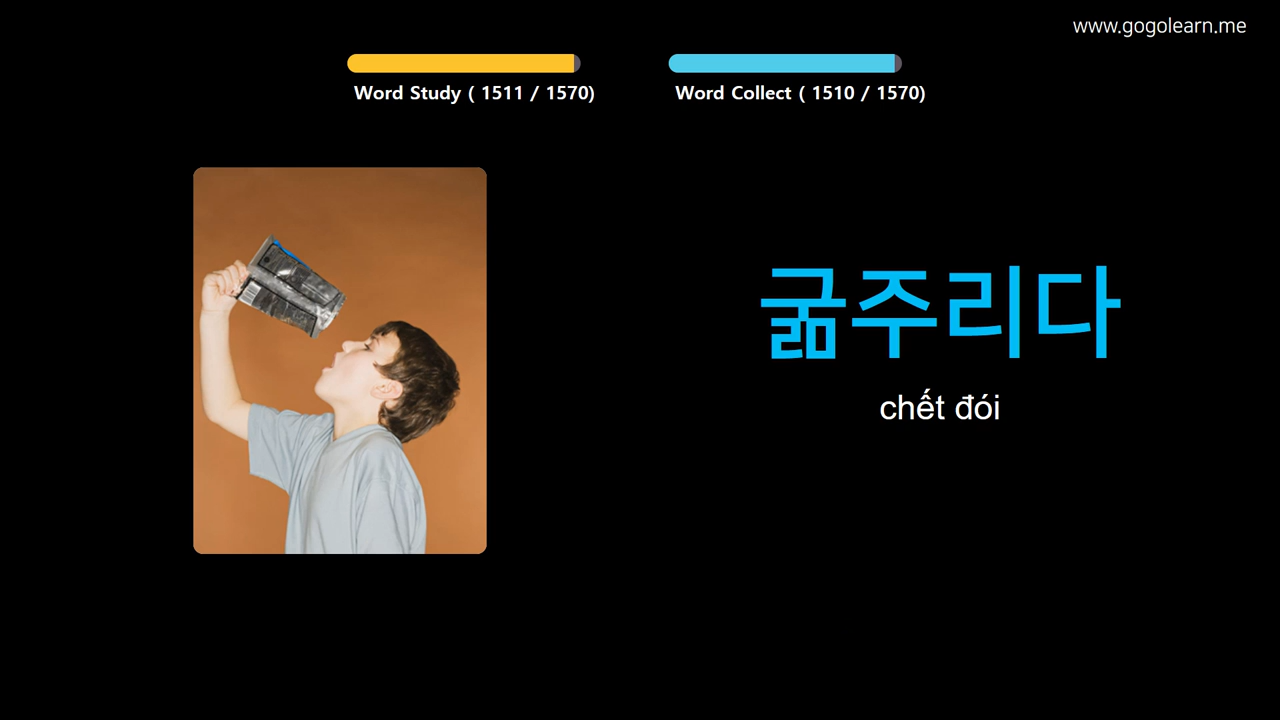 www.gogolearn.me
Word Study ( 1511 / 1570)
Word Collect ( 1510 / 1570)
굶주리다
chết đói